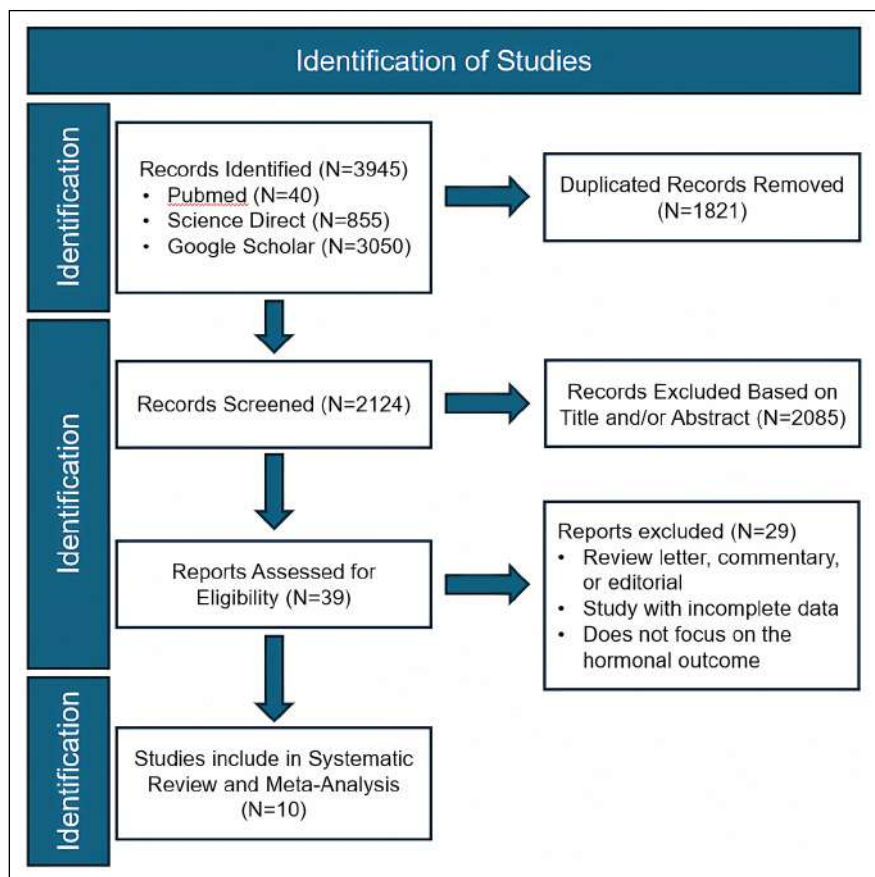 Identification of Studies
Identification
Records Identified (N=3945)
• Pubmed (N=40)
• Science Direct (N=855)
• Google Scholar (N=3050)
Duplicated Records Removed
(N=1821)
Identification
Records Screened (N=2124)
Records Excluded Based on
Title and/or Abstract (N=2085)
Reports Assessed for
Eligibility (N=39)
Reports excluded (N=29)
• Review letter, commentary,
or editorial
• Study with incomplete data
• Does not focus on the
hormonal outcome
Identification
Studies include in Systematic
Review and Meta-Analysis
(N=10)